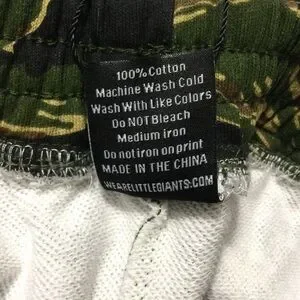 100% Cotton
Machine Wash Cold
Wash With Like Colors
Do NOT Bleach
Medium iron
Do not iron on print
MADE IN THE CHINA
WEARELITTLEGIANTS.COM